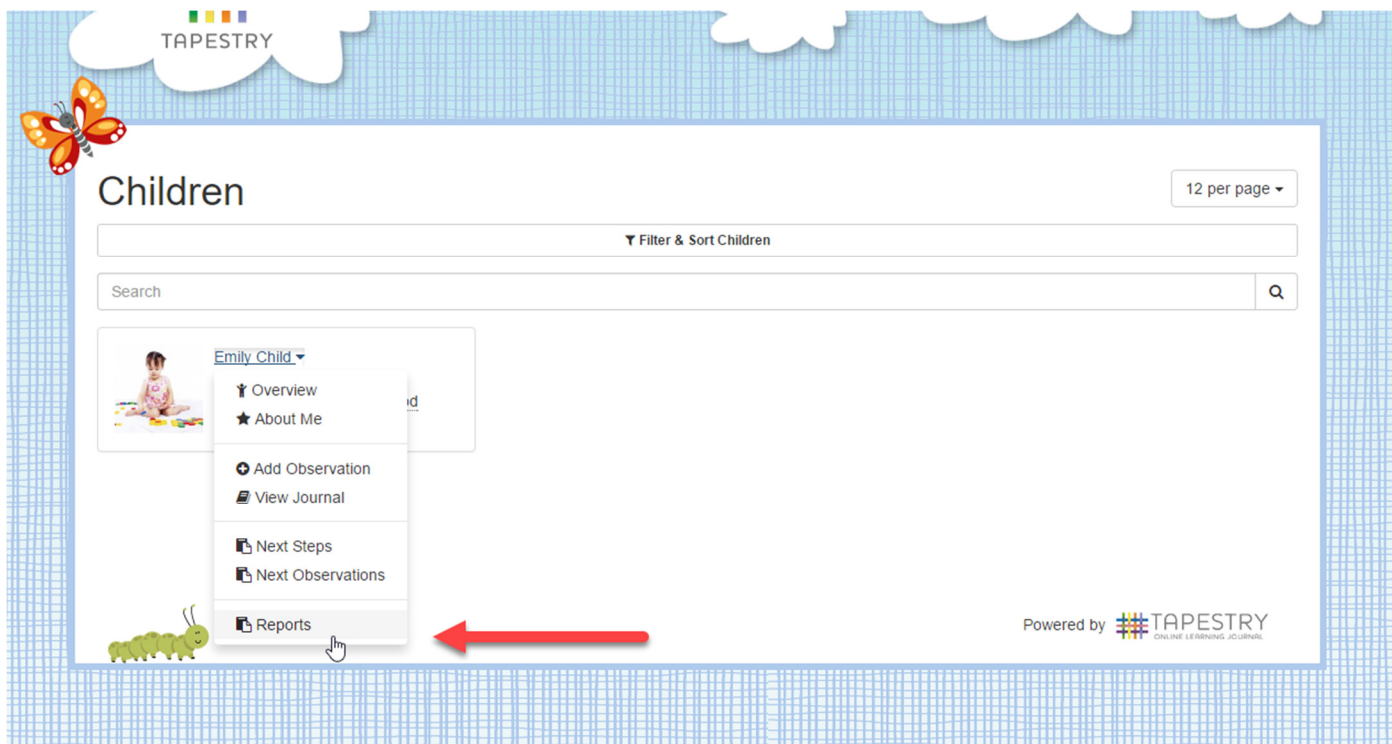 TAPESTRY
Children
12 per page
Filter & Sort Children
Search
Emily Child
Overview
About Me
Add Observation
View Journal
Next Steps
Next Observations
Reports
Powered by TAPESTRY
ONLINE LEARNING JOURNAL